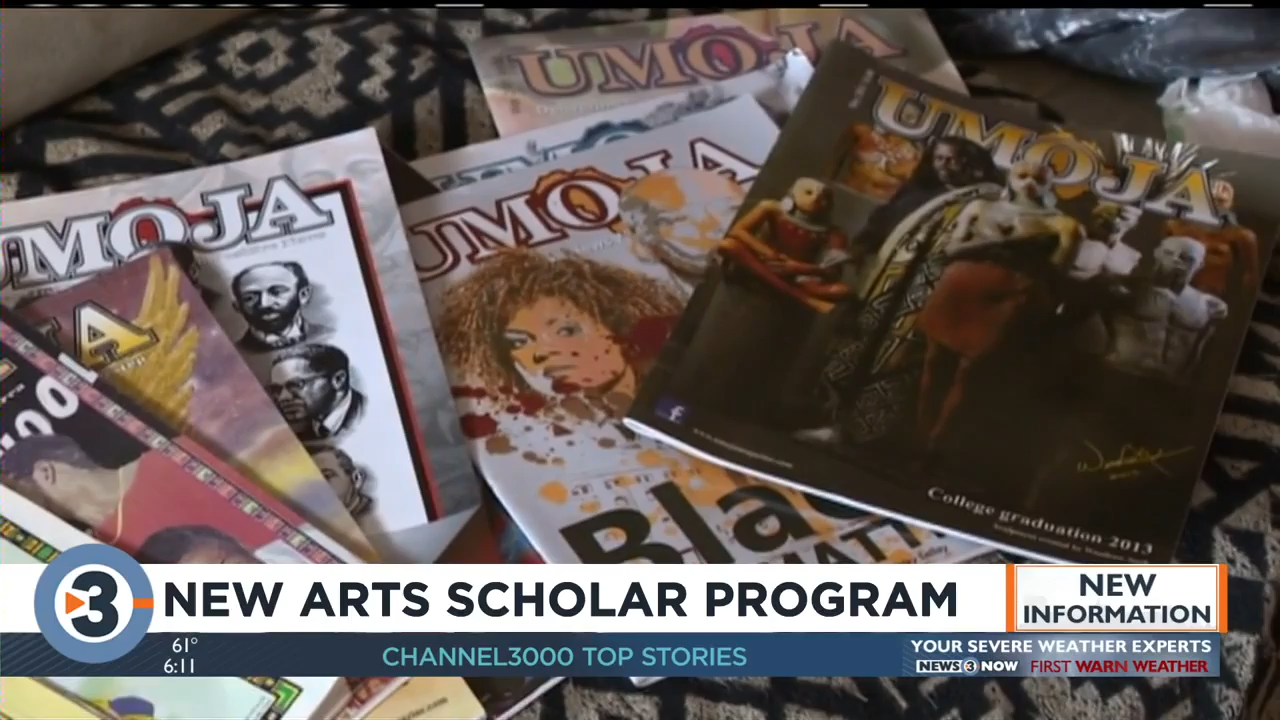 UMOJA
UMOJA
UMOJA
UMOJA
College graduation 2013
Bla
3
NEW ARTS SCHOLAR PROGRAM
NEW
INFORMATION
61°
6:11
CHANNEL3000 TOP STORIES
YOUR SEVERE WEATHER EXPERTS
NEWS 3 NOW FIRST WARN WEATHER